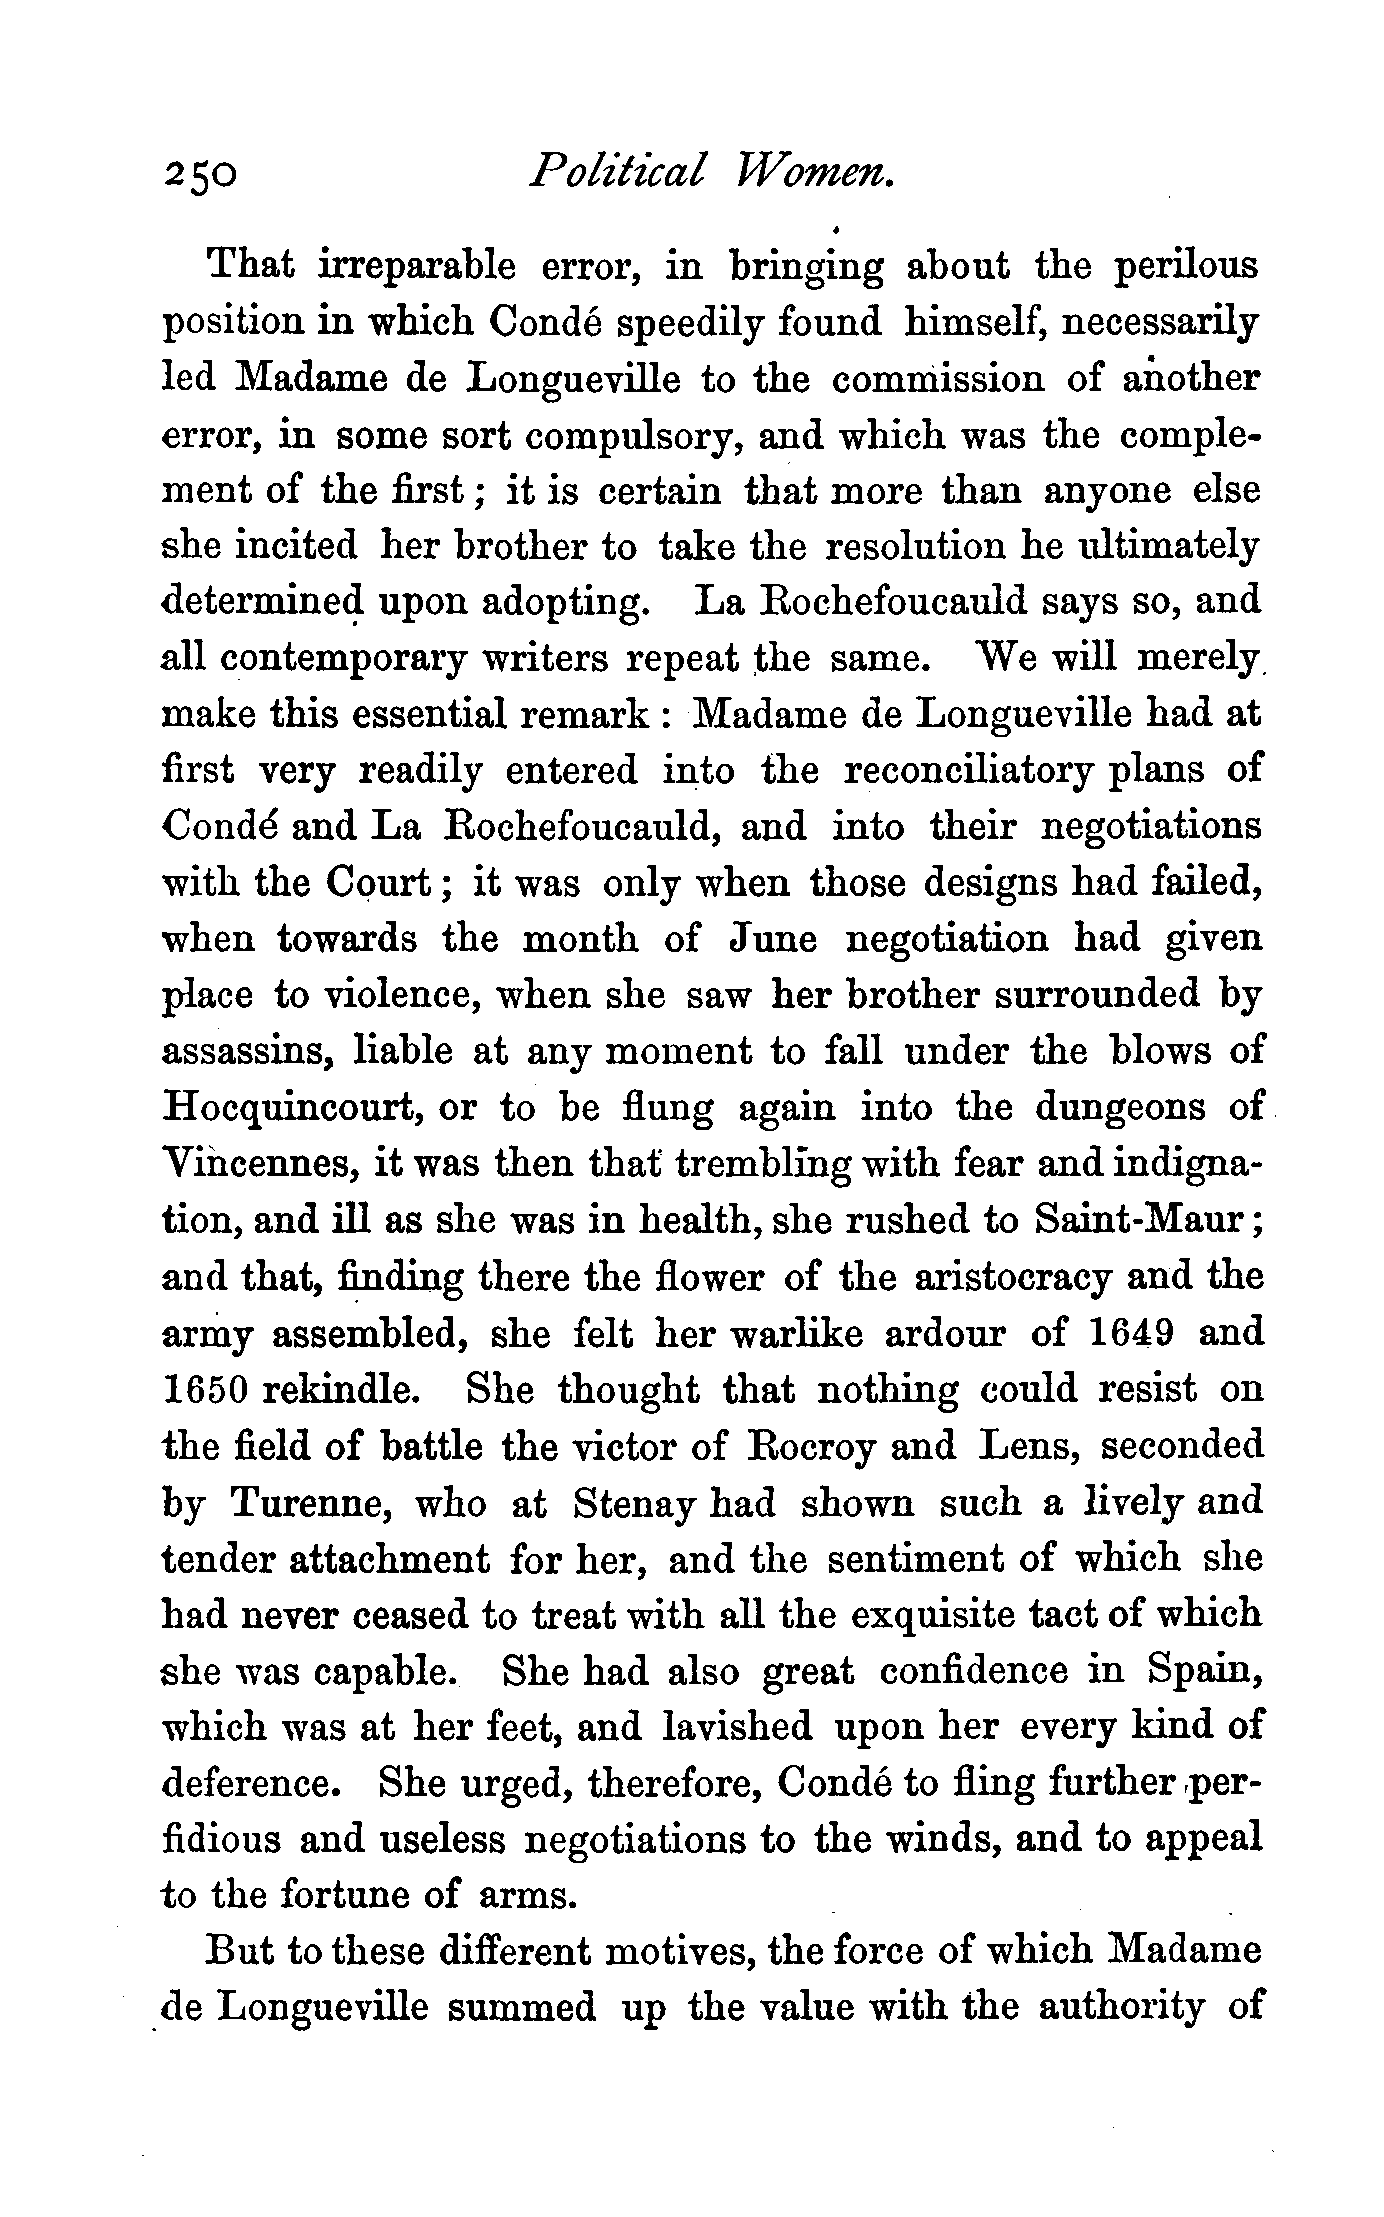 250 Political Women.
That irreparable error, in bringing about the perilous
position in which Condé speedily found himself, necessarily
led Madame de Longueville to the commission of another
error, in some sort compulsory, and which was the comple-
ment of the first; it is certain that more than anyone else
she incited her brother to take the resolution he ultimately
determined upon adopting. La Rochefoucauld says so, and
all contemporary writers repeat the same. We will merely
make this essential remark: Madame de Longueville had at
first very readily entered into the reconciliatory plans of
Condé and La Rochefoucauld, and into their negotiations
with the Court; it was only when those designs had failed,
when towards the month of June negotiation had given
place to violence, when she saw her brother surrounded by
assassins, liable at any moment to fall under the blows of
Hocquincourt, or to be flung again into the dungeons of
Vincennes, it was then that trembling with fear and indigna-
tion, and ill as she was in health, she rushed to Saint-Maur;
and that, finding there the flower of the aristocracy and the
army assembled, she felt her warlike ardour of 1649 and
1650 rekindle. She thought that nothing could resist on
the field of battle the victor of Rocroy and Lens, seconded
by Turenne, who at Stenay had shown such a lively and
tender attachment for her, and the sentiment of which she
had never ceased to treat with all the exquisite tact of which
she was capable. She had also great confidence in Spain,
which was at her feet, and lavished upon her every kind of
deference. She urged, therefore, Condé to fling further per-
fidious and useless negotiations to the winds, and to appeal
to the fortune of arms.
But to these different motives, the force of which Madame
de Longueville summed up the value with the authority of